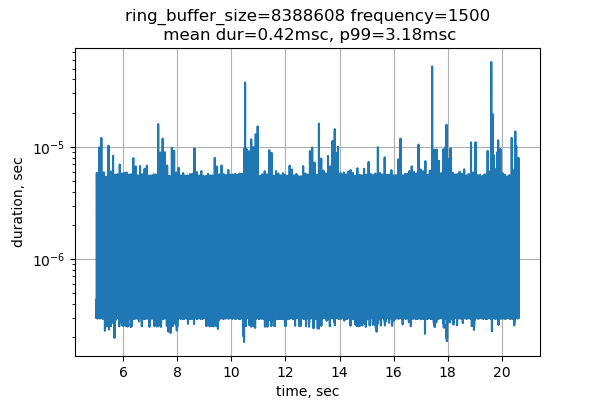 ring_buffer_size=8388608 frequency=1500
mean dur=0.42msc, p99=3.18msc
duration, sec
10⁻⁵
10⁻⁶
6 8 10 12 14 16 18 20
time, sec